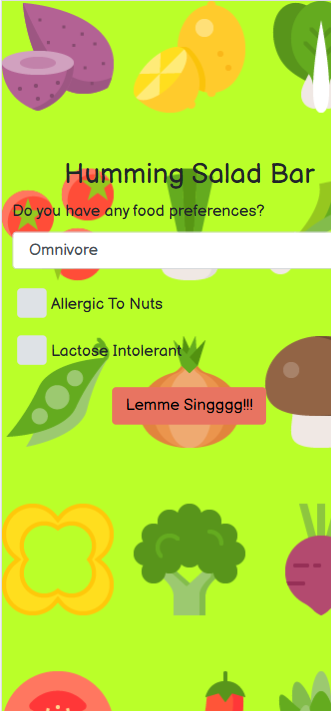 Humming Salad Bar
Do you have any food preferences?
Omnivore
Allergic To Nuts
Lactose Intolerant
Lemme Singggg!!!